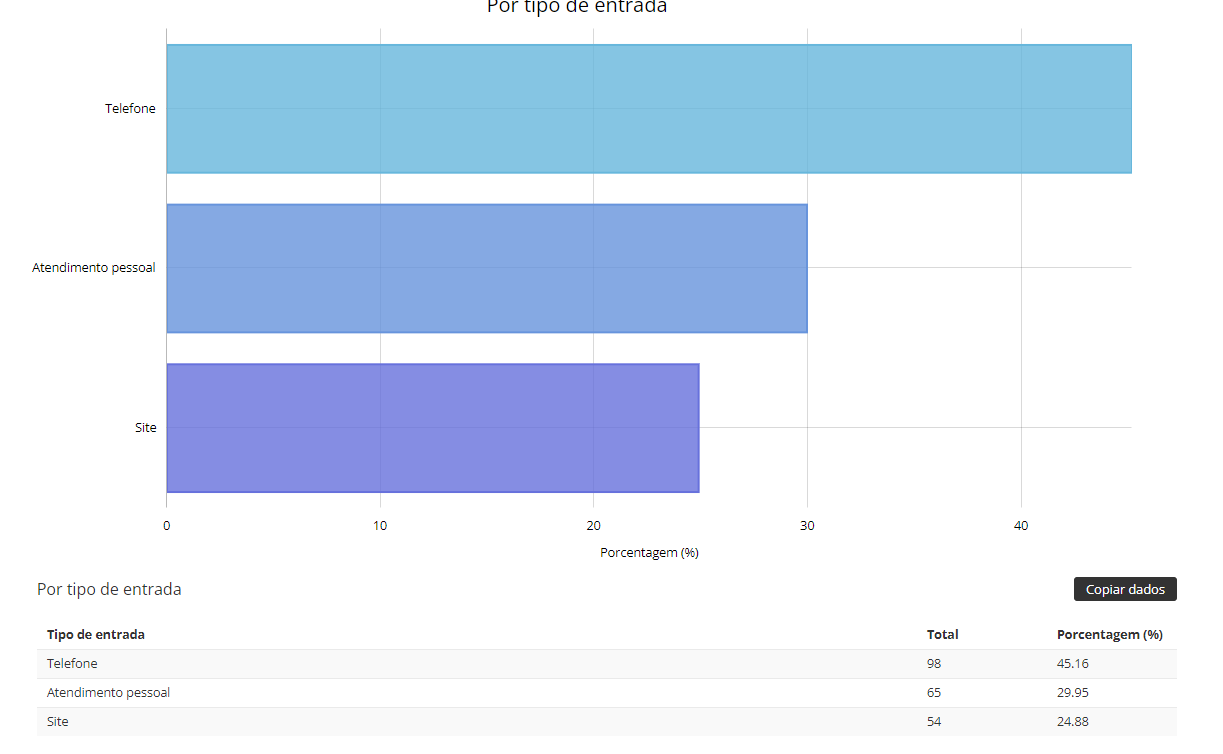 Por tipo de entrada
Telefone
Atendimento pessoal
Site
0 10 20 30 40
Porcentagem (%)
Por tipo de entrada Copiar dados
Tipo de entrada Total Porcentagem (%)
Telefone 98 45.16
Atendimento pessoal 65 29.95
Site 54 24.88